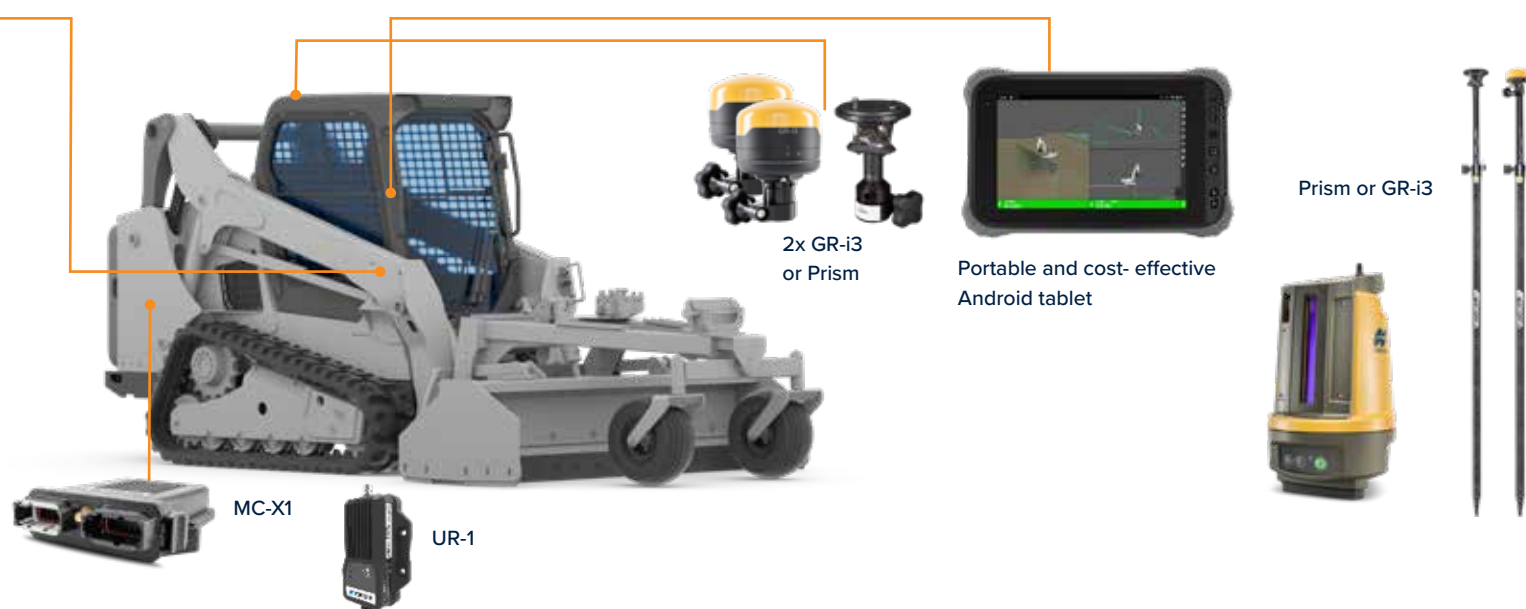 2x GR-i3
or Prism
Portable and cost- effective
Android tablet
Prism or GR-i3
MC-X1
UR-1